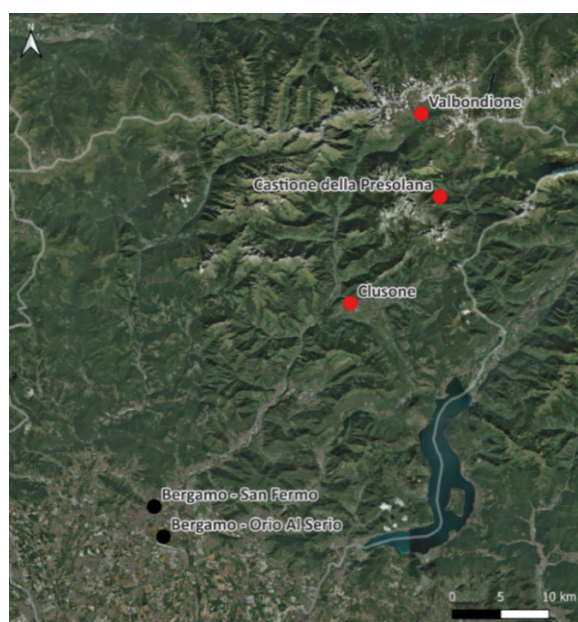 N
Valbondione
Castione della Presolana
Clusone
Bergamo - San Fermo
Bergamo - Orio Al Serio
0 5 10 km